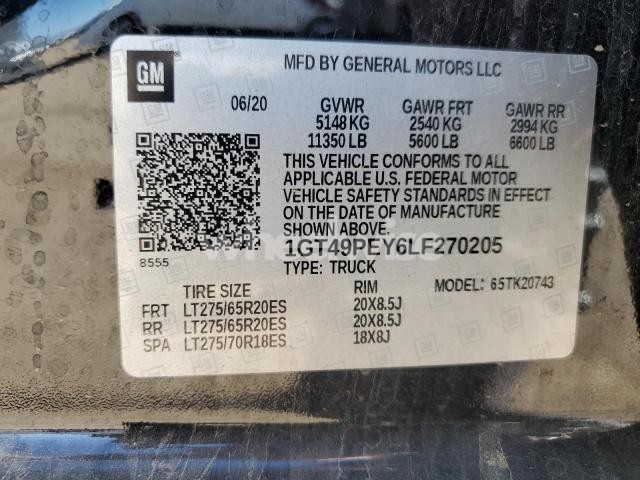 GM
MFD BY GENERAL MOTORS LLC
06/20 GVWR GAWR FRT GAWR RR
5148 KG 2540 KG 2994 KG
11350 LB 5600 LB 6600 LB
THIS VEHICLE CONFORMS TO ALL
APPLICABLE U.S. FEDERAL MOTOR
VEHICLE SAFETY STANDARDS IN EFFECT
ON THE DATE OF MANUFACTURE
SHOWN ABOVE.
8555
1GT49PEY6LF270205
TYPE: TRUCK
MODEL: 65TK20743
TIRE SIZE RIM
FRT LT275/65R20ES 20X8.5J
RR LT275/65R20ES 20X8.5J
SPA LT275/70R18ES 18X8J